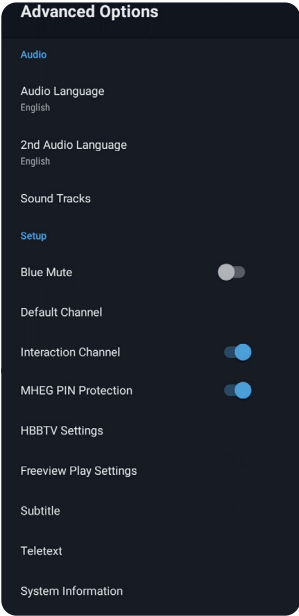 Advanced Options
Audio
Audio Language
English
2nd Audio Language
English
Sound Tracks
Setup
Blue Mute
Default Channel
Interaction Channel
MHEG PIN Protection
HBBTV Settings
Freeview Play Settings
Subtitle
Teletext
System Information